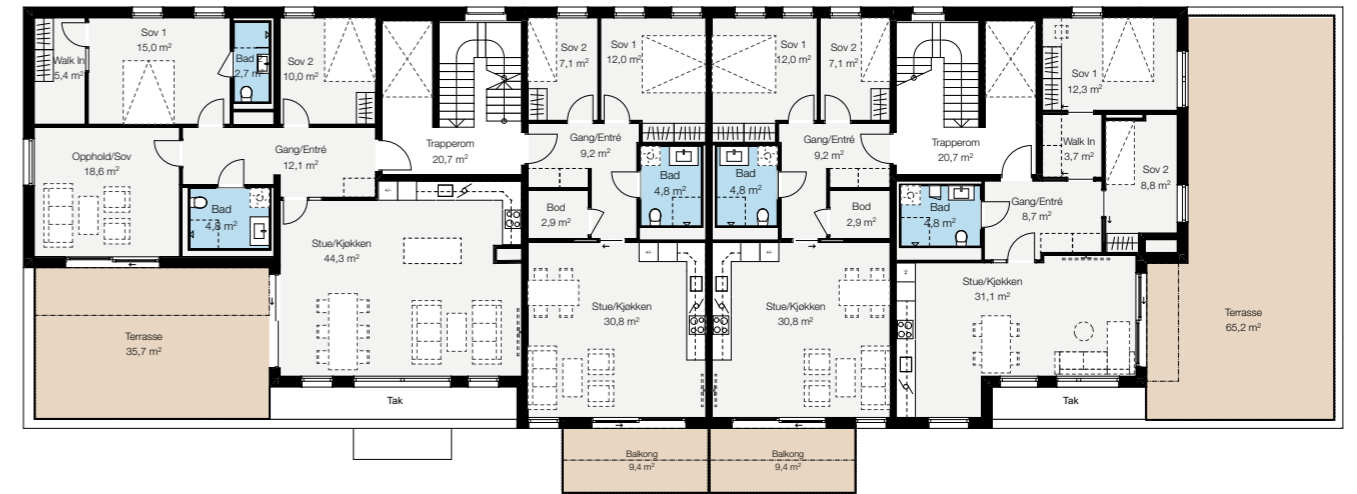 Sov 1
15,0 m²
Walk In
5,4 m²
Bad
2,7 m²
Sov 2
10,0 m²
Opphold/Sov
18,6 m²
Gang/Entré
12,1 m²
Bad
4,8 m²
Trapperom
20,7 m²
Stue/Kjøkken
44,3 m²
Terrasse
35,7 m²
Tak
Sov 2
7,1 m²
Sov 1
12,0 m²
Gang/Entré
9,2 m²
Bad
4,8 m²
Bod
2,9 m²
Stue/Kjøkken
30,8 m²
Balkong
9,4 m²
Sov 1
12,0 m²
Sov 2
7,1 m²
Gang/Entré
9,2 m²
Bad
4,8 m²
Bod
2,9 m²
Stue/Kjøkken
30,8 m²
Balkong
9,4 m²
Trapperom
20,7 m²
Sov 1
12,3 m²
Walk In
3,7 m²
Sov 2
8,8 m²
Bad
4,8 m²
Gang/Entré
8,7 m²
Stue/Kjøkken
31,1 m²
Tak
Terrasse
65,2 m²